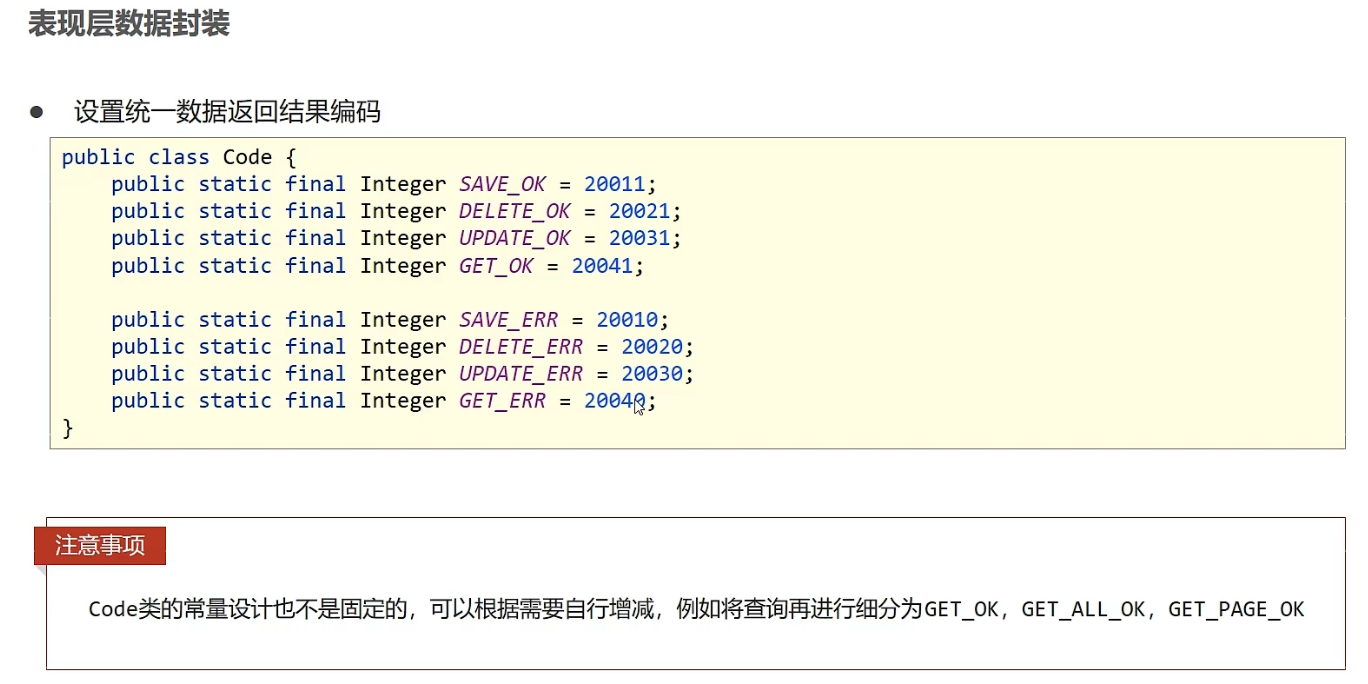 表现层数据封装
● 设置统一数据返回结果编码
public class Code {
    public static final Integer SAVE_OK = 20011;
    public static final Integer DELETE_OK = 20021;
    public static final Integer UPDATE_OK = 20031;
    public static final Integer GET_OK = 20041;

    public static final Integer SAVE_ERR = 20010;
    public static final Integer DELETE_ERR = 20020;
    public static final Integer UPDATE_ERR = 20030;
    public static final Integer GET_ERR = 20040;
}
注意事项
Code类的常量设计也不是固定的，可以根据需要自行增减，例如将查询再进行细分为GET_OK，GET_ALL_OK，GET_PAGE_OK